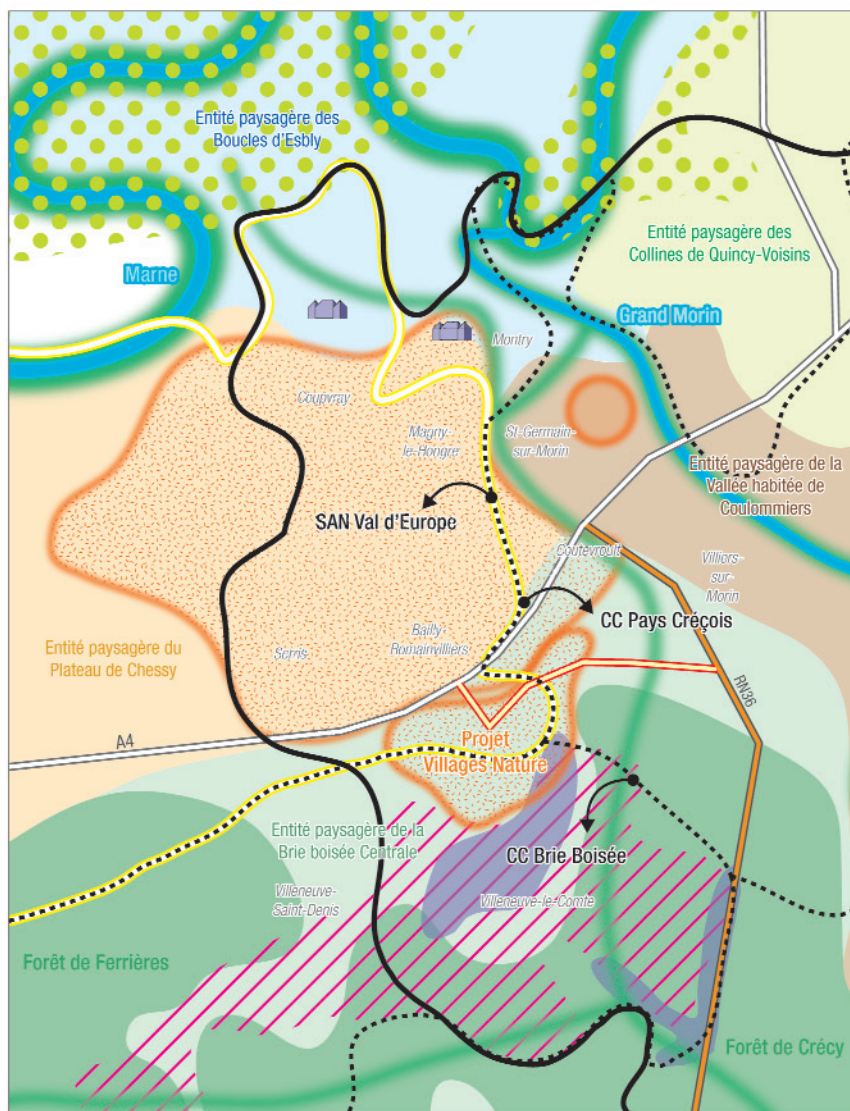 Entité paysagère des
Boucles d'Esbly
Entité paysagère des
Collines de Quincy-Voisins
Marne
Grand Morin
Montry
Coupvray
Magny-
le-Hongre
St-Germain-
sur-Morin
Entité paysagère de la
Vallée habitée de
Coulommiers
SAN Val d'Europe
Coutevroult
Villiers-
sur-
Morin
CC Pays Créçois
Entité paysagère du
Plateau de Chessy
Serris
Bailly-
Romainvilliers
RN36
A4
Projet
Villages Nature
Entité paysagère de la
Brie boisée Centrale
CC Brie Boisée
Villeneuve-
Saint-Denis
Villeneuve-le-Comte
Forêt de Ferrières
Forêt de Crécy